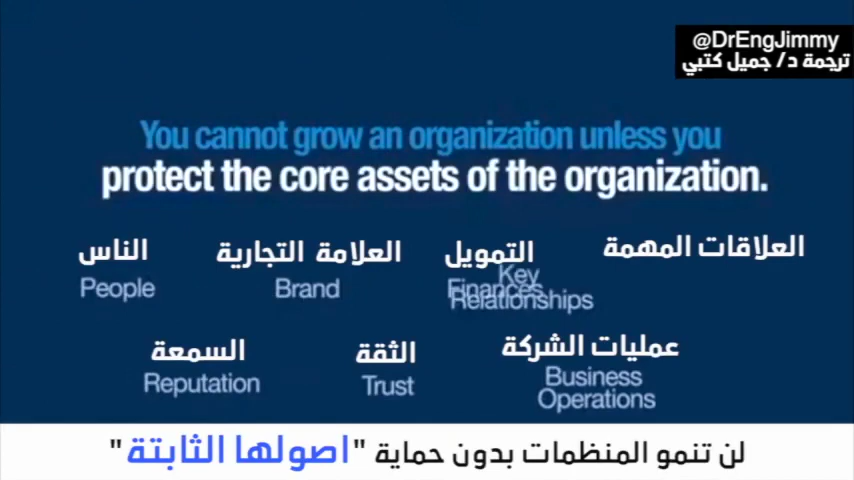 @DrEngJimmy
ترجمة د/ جميل كتبي
You cannot grow an organization unless you
protect the core assets of the organization.
الناس
People
العلامة التجارية
Brand
التمويل
Finances
العلاقات المهمة
Key
Relationships
السمعة
Reputation
الثقة
Trust
عمليات الشركة
Business
Operations
لن تنمو المنظمات بدون حماية "اصولها الثابتة"